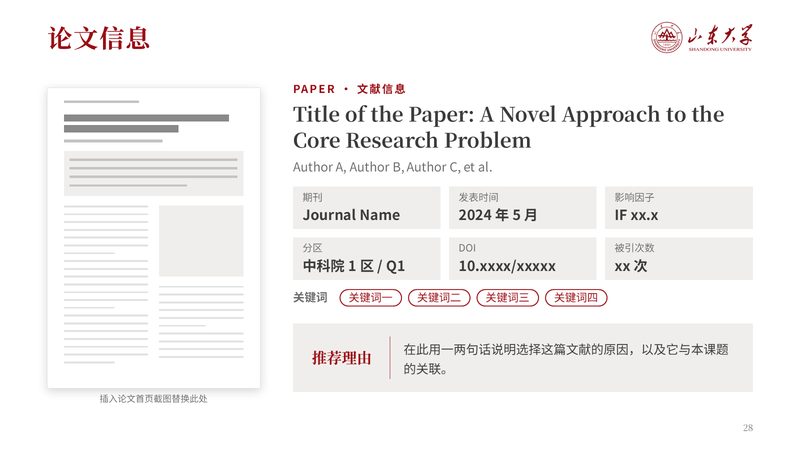 论文信息
山东大学
SHANDONG UNIVERSITY
PAPER · 文献信息
Title of the Paper: A Novel Approach to the
Core Research Problem
Author A, Author B, Author C, et al.
期刊
Journal Name
发表时间
2024 年 5 月
影响因子
IF xx.x
分区
中科院 1 区 / Q1
DOI
10.xxxx/xxxxx
被引次数
xx 次
关键词
关键词一
关键词二
关键词三
关键词四
推荐理由
在此用一两句话说明选择这篇文献的原因，以及它与本课题
的关联。
插入论文首页截图替换此处
28